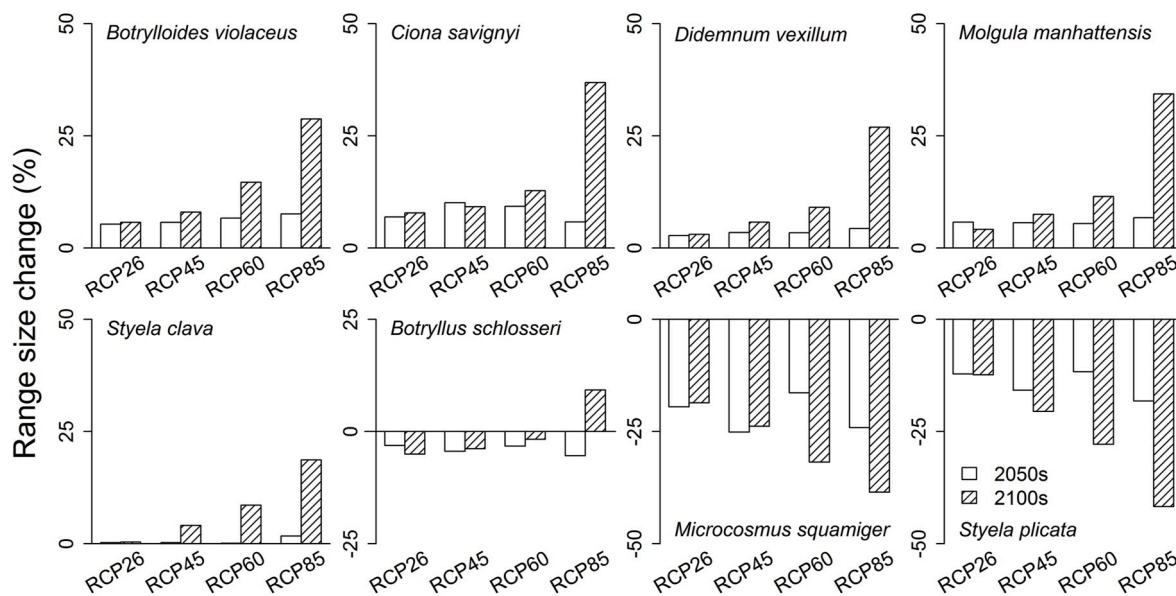 Range size change (%)
Botrylloides violaceus
50
25
0
RCP26 RCP45 RCP60 RCP85
Ciona savignyi
50
25
0
RCP26 RCP45 RCP60 RCP85
Didemnum vexillum
50
25
0
RCP26 RCP45 RCP60 RCP85
Molgula manhattensis
50
25
0
RCP26 RCP45 RCP60 RCP85
Styela clava
50
25
0
RCP26 RCP45 RCP60 RCP85
Botryllus schlosseri
25
0
-25
RCP26 RCP45 RCP60 RCP85
0
-25
-50
Microcosmus squamiger
RCP26 RCP45 RCP60 RCP85
0
-25
-50
2050s
2100s
Styela plicata
RCP26 RCP45 RCP60 RCP85